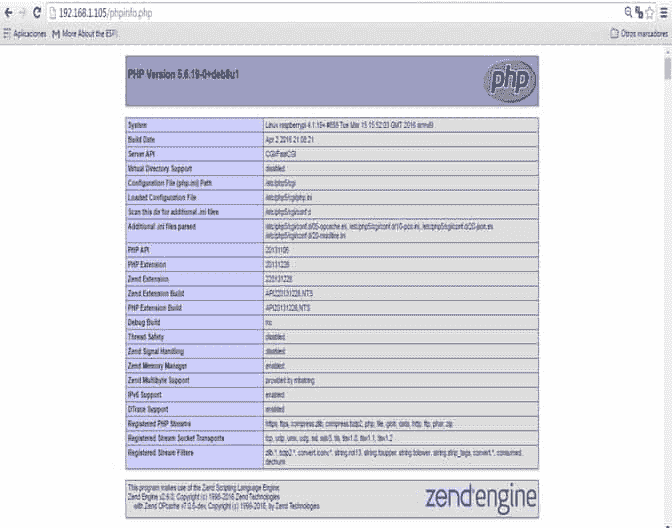 192.168.1.105/phpinfo.php
Aplicaciones More About the ESP
Otros marcadores
PHP Version 5.6.19-0+deb8u1
php
System Linux raspberrypi 4.1.19+ #858 Tue Mar 15 15:52:03 GMT 2016 armv6l
Build Date Apr 2 2016 21:08:21
Server API CGI/FastCGI
Virtual Directory Support disabled
Configuration File (php.ini) Path /etc/php5/cgi
Loaded Configuration File /etc/php5/cgi/php.ini
Scan this dir for additional .ini files /etc/php5/cgi/conf.d
Additional .ini files parsed /etc/php5/cgi/conf.d/05-opcache.ini, /etc/php5/cgi/conf.d/10-pdo.ini, /etc/php5/cgi/conf.d/20-json.ini,
/etc/php5/cgi/conf.d/20-readline.ini
PHP API 20131106
PHP Extension 20131226
Zend Extension 220131226
Zend Extension Build API220131226,NTS
PHP Extension Build API20131226,NTS
Debug Build no
Thread Safety disabled
Zend Signal Handling disabled
Zend Memory Manager enabled
Zend Multibyte Support provided by mbstring
IPv6 Support enabled
DTrace Support enabled
Registered PHP Streams https, ftps, compress.zlib, compress.bzip2, php, file, glob, data, http, ftp, phar, zip
Registered Stream Socket Transports tcp, udp, unix, udg, ssl, sslv3, tls, tlsv1.0, tlsv1.1, tlsv1.2
Registered Stream Filters zlib.*, bzip2.*, convert.iconv.*, string.rot13, string.toupper, string.tolower, string.strip_tags, convert.*, consumed,
dechunk
This program makes use of the Zend Scripting Language Engine:
Zend Engine v2.6.0, Copyright (c) 1998-2016 Zend Technologies
with Zend OPcache v7.0.6-dev, Copyright (c) 1999-2016, by Zend Technologies
zend engine